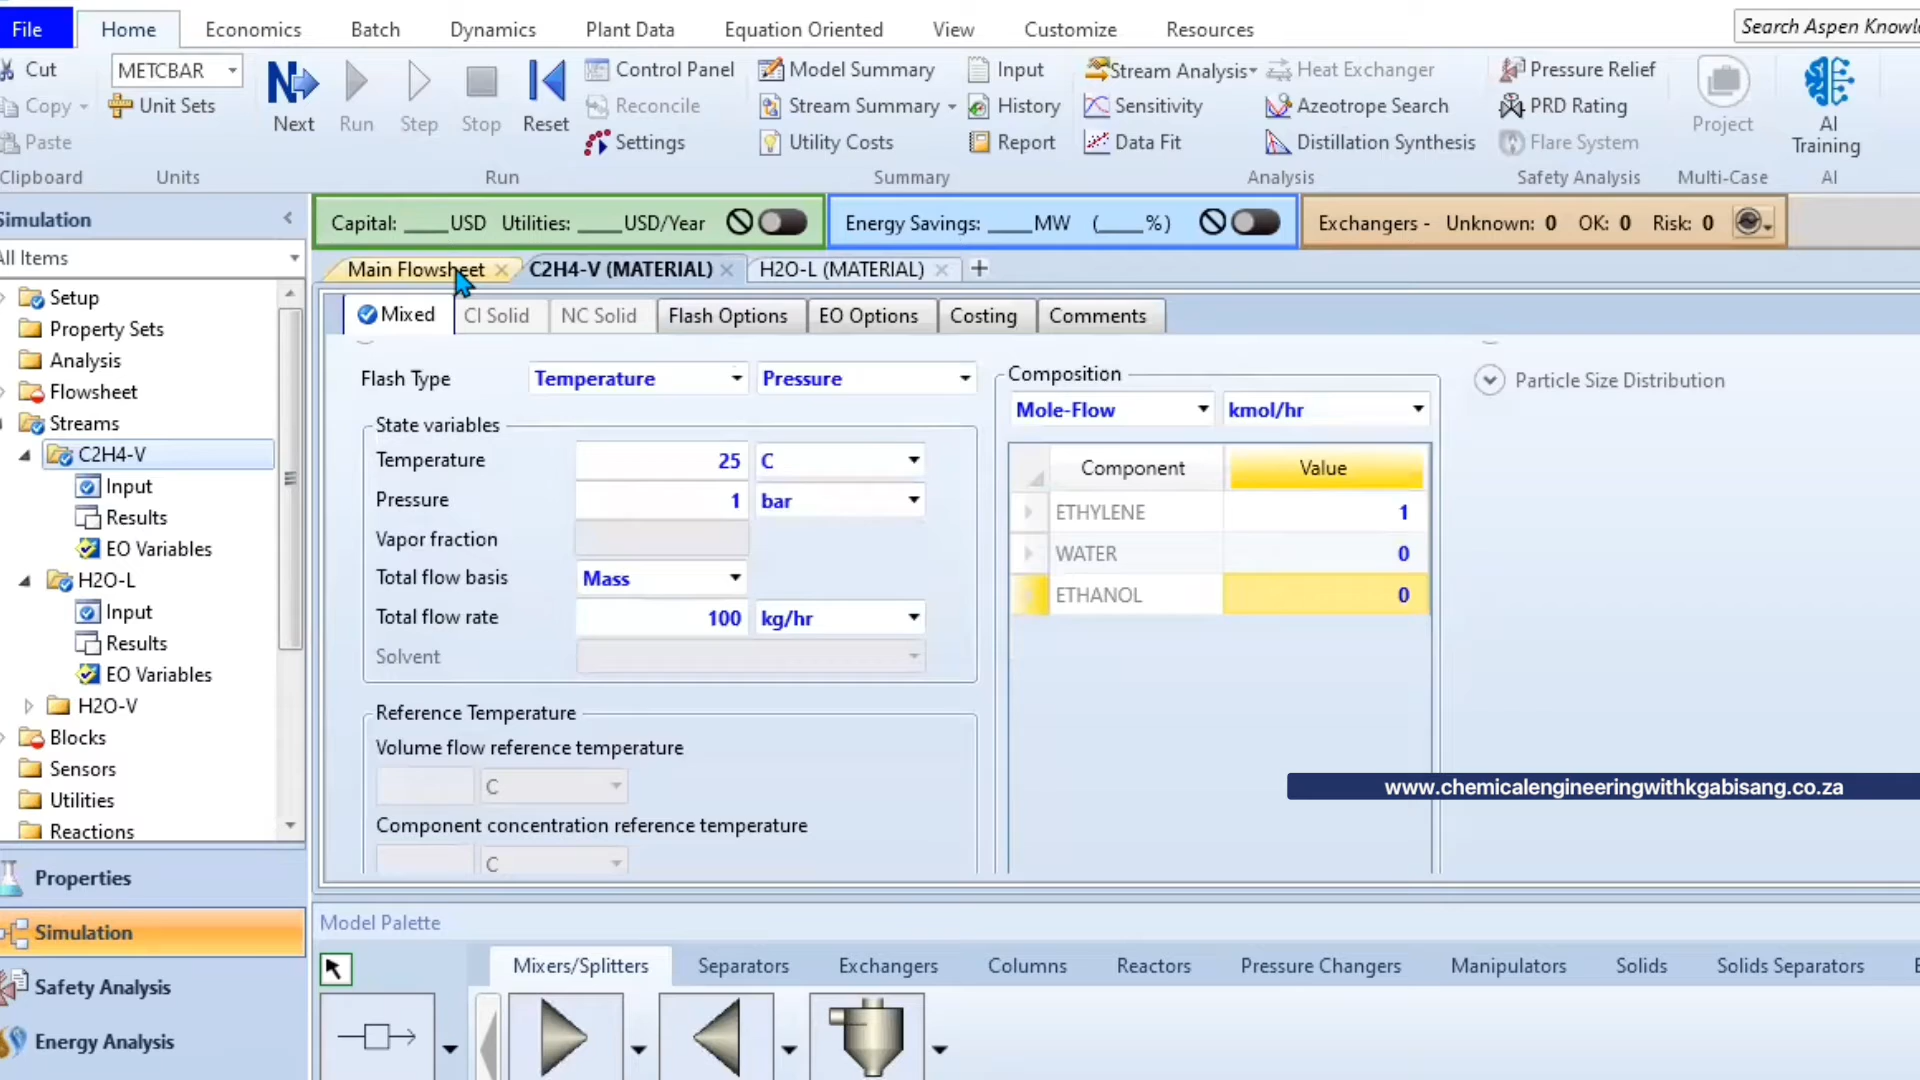 File Home Economics Batch Dynamics Plant Data Equation Oriented View Customize Resources
Cut METCBAR Control Panel Model Summary Input Stream Analysis Heat Exchanger Pressure Relief
Copy Unit Sets Reconcile Stream Summary History Sensitivity Azeotrope Search PRD Rating
Paste Next Run Step Stop Reset Settings Utility Costs Report Data Fit Distillation Synthesis Flare System Project AI Training
Clipboard Units Run Summary Analysis Safety Analysis Multi-Case AI
Simulation
Capital: ____USD Utilities: ____USD/Year Energy Savings: ____MW (____%) Exchangers - Unknown: 0 OK: 0 Risk: 0
All Items
Main Flowsheet C2H4-V (MATERIAL) H2O-L (MATERIAL) +
Setup
Property Sets
Analysis
Flowsheet
Streams
C2H4-V
Input
Results
EO Variables
H2O-L
Input
Results
EO Variables
H2O-V
Blocks
Sensors
Utilities
Reactions
Properties
Simulation
Safety Analysis
Energy Analysis
Mixed CI Solid NC Solid Flash Options EO Options Costing Comments
Flash Type Temperature Pressure
State variables
Temperature 25 C
Pressure 1 bar
Vapor fraction
Total flow basis Mass
Total flow rate 100 kg/hr
Solvent
Reference Temperature
Volume flow reference temperature
C
Component concentration reference temperature
C
Composition
Mole-Flow kmol/hr
Component Value
ETHYLENE 1
WATER 0
ETHANOL 0
Particle Size Distribution
www.chemicalengineeringwithkgabisang.co.za
Model Palette
Mixers/Splitters Separators Exchangers Columns Reactors Pressure Changers Manipulators Solids Solids Separators